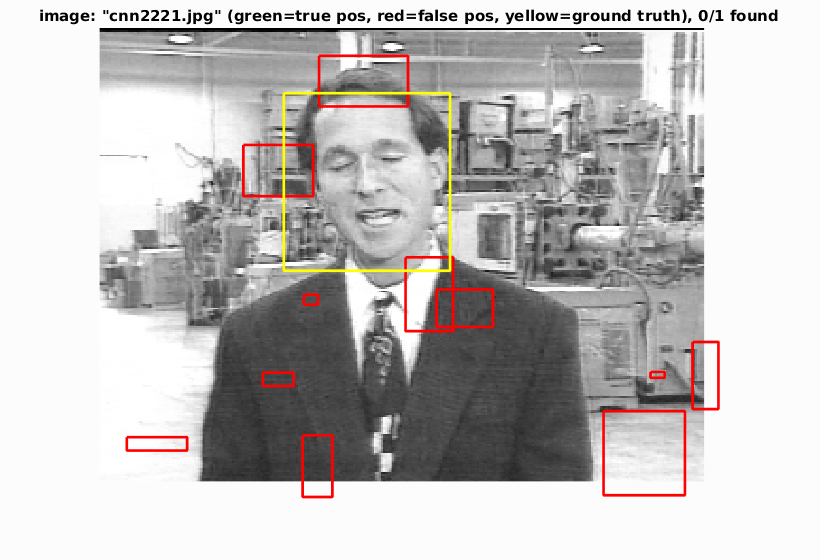 image: "cnn2221.jpg" (green=true pos, red=false pos, yellow=ground truth), 0/1 found